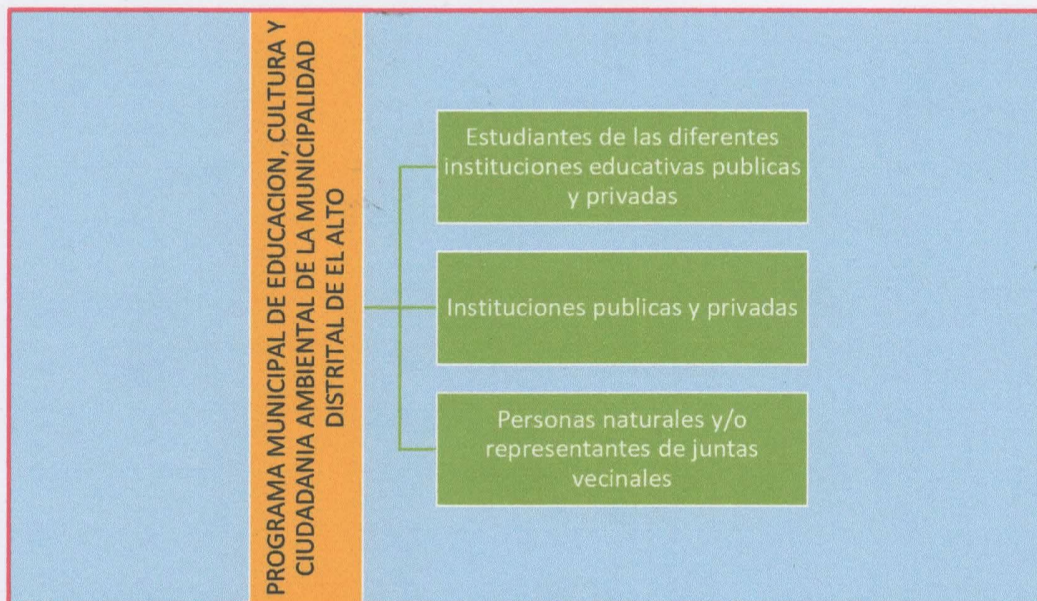 PROGRAMA MUNICIPAL DE EDUCACION, CULTURA Y
CIUDADANIA AMBIENTAL DE LA MUNICIPALIDAD
DISTRITAL DE EL ALTO
Estudiantes de las diferentes
instituciones educativas publicas
y privadas
Instituciones publicas y privadas
Personas naturales y/o
representantes de juntas
vecinales